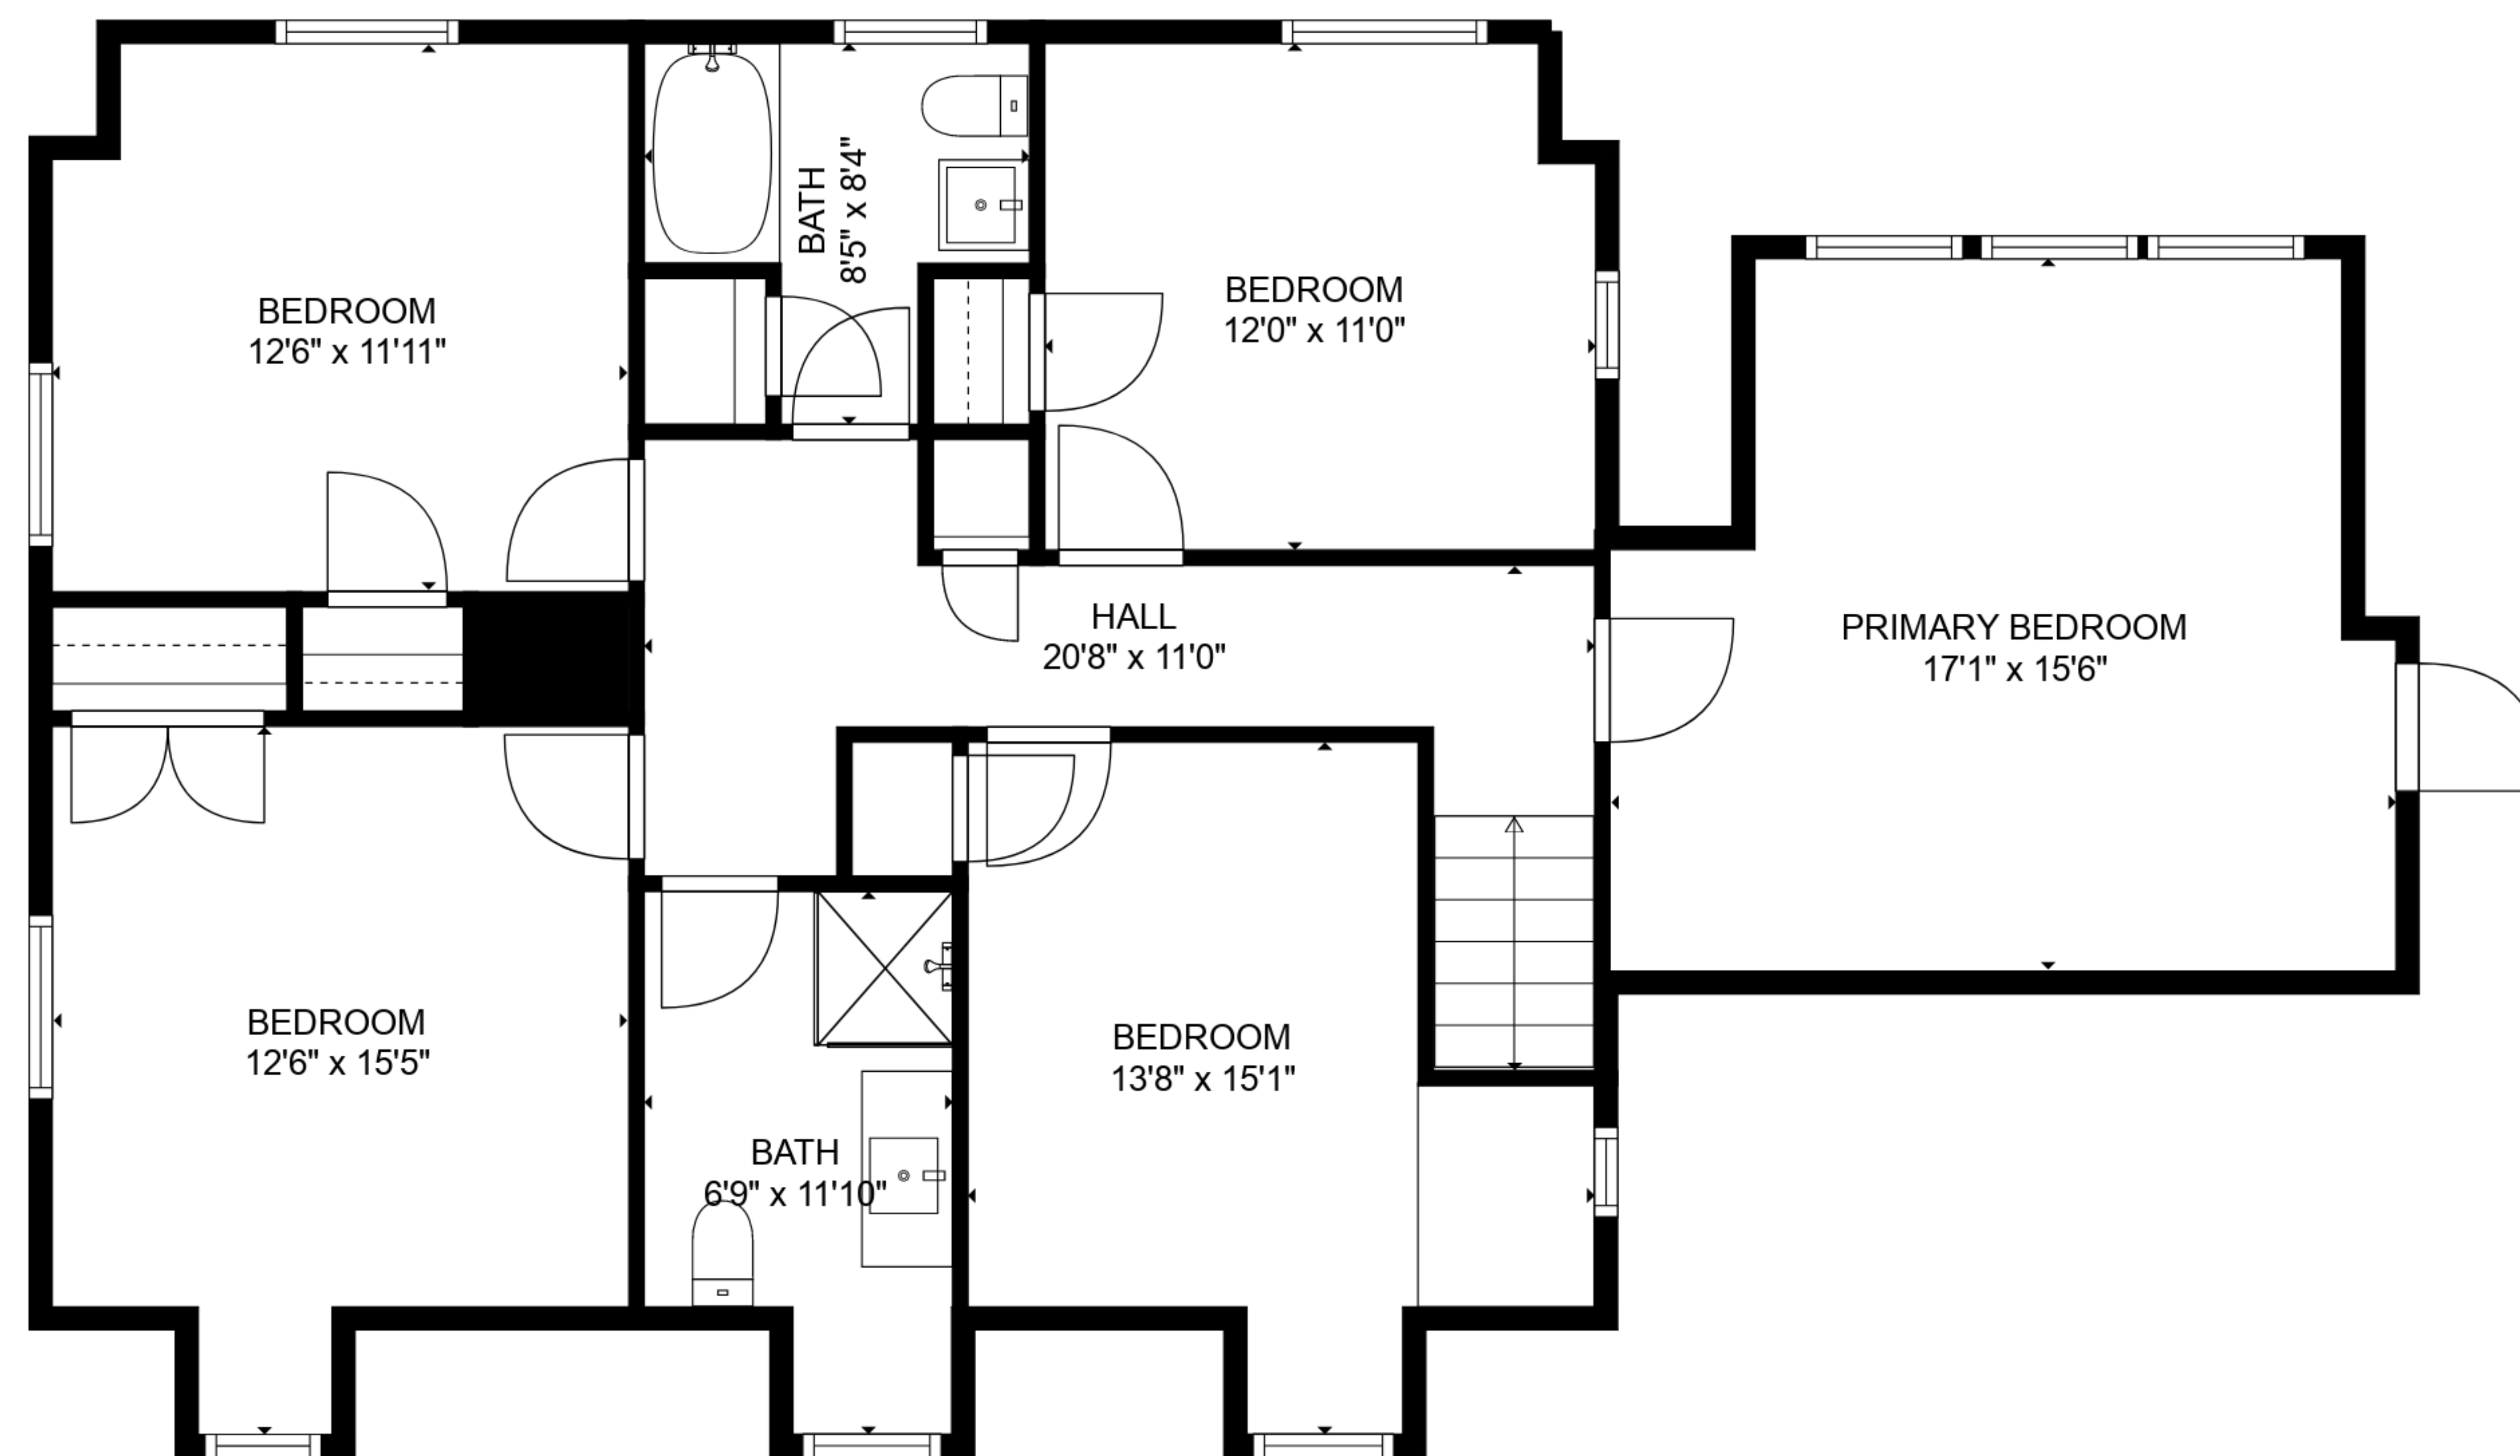 BATH
8'5" x 8'4"
BEDROOM
12'6" x 11'11"
BEDROOM
12'0" x 11'0"
HALL
20'8" x 11'0"
PRIMARY BEDROOM
17'1" x 15'6"
BEDROOM
12'6" x 15'5"
BEDROOM
13'8" x 15'1"
BATH
6'9" x 11'10"